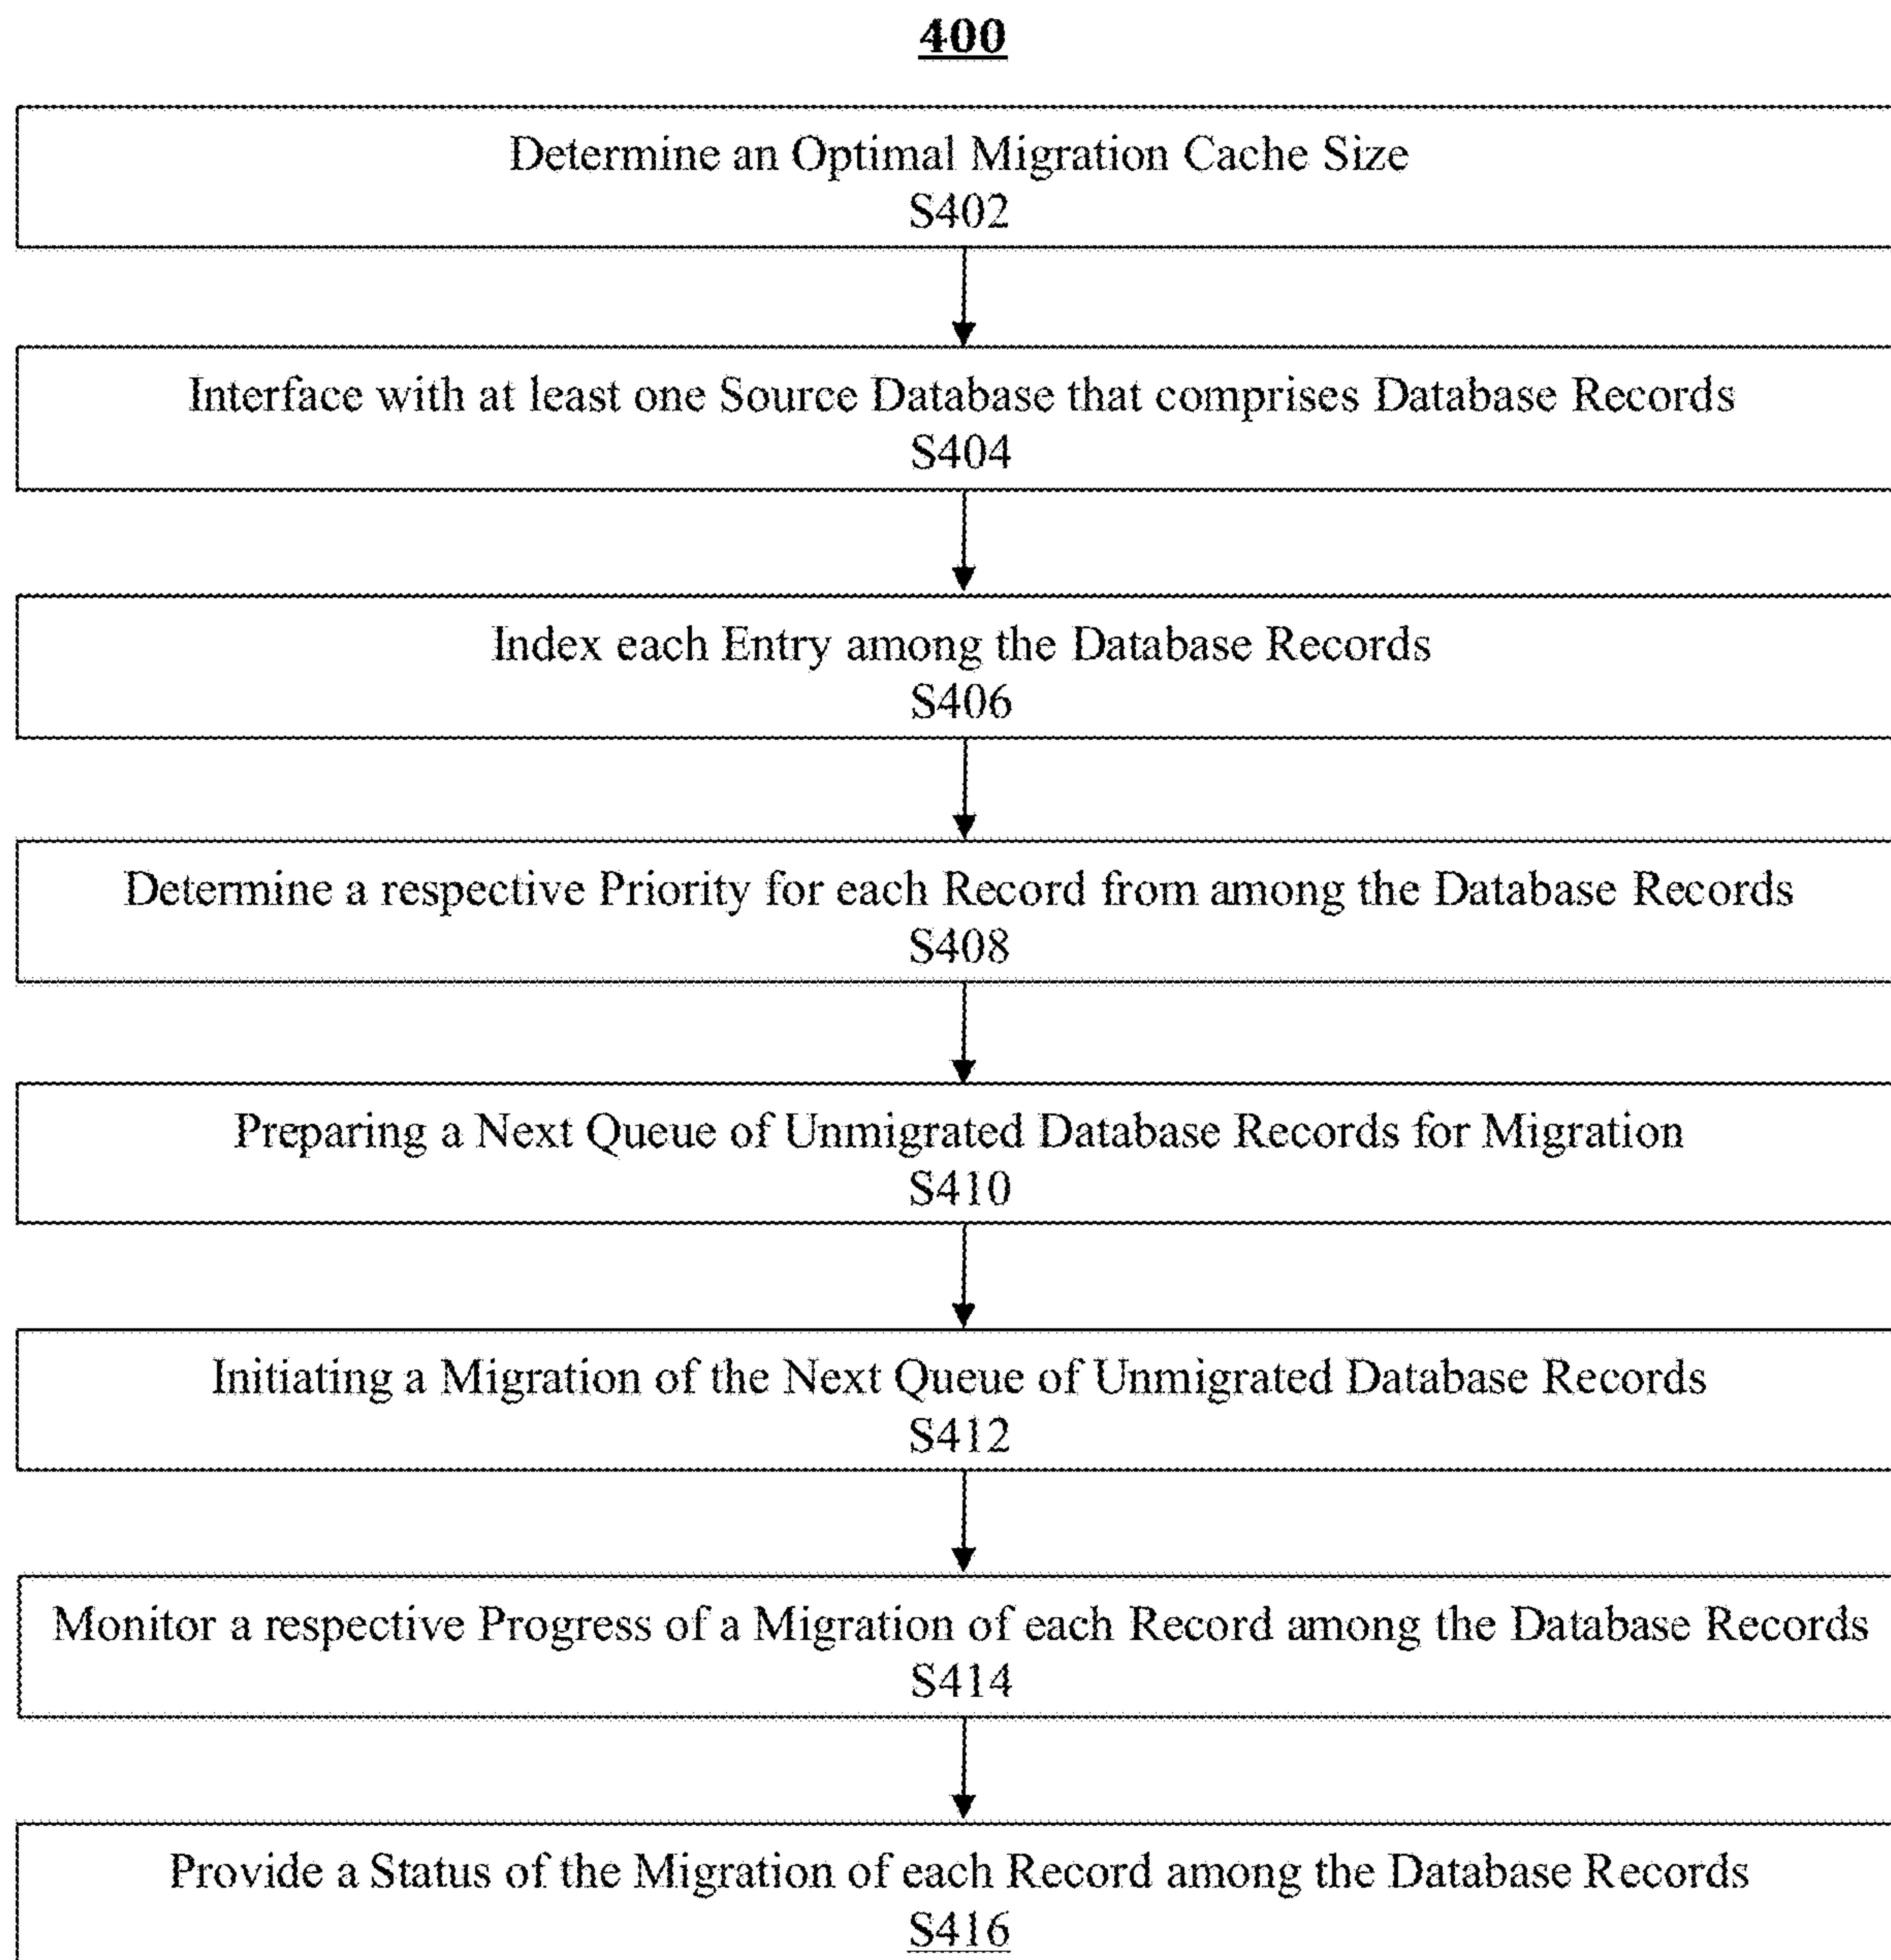 400
Determine an Optimal Migration Cache Size
S402
Interface with at least one Source Database that comprises Database Records
S404
Index each Entry among the Database Records
S406
Determine a respective Priority for each Record from among the Database Records
S408
Preparing a Next Queue of Unmigrated Database Records for Migration
S410
Initiating a Migration of the Next Queue of Unmigrated Database Records
S412
Monitor a respective Progress of a Migration of each Record among the Database Records
S414
Provide a Status of the Migration of each Record among the Database Records
S416